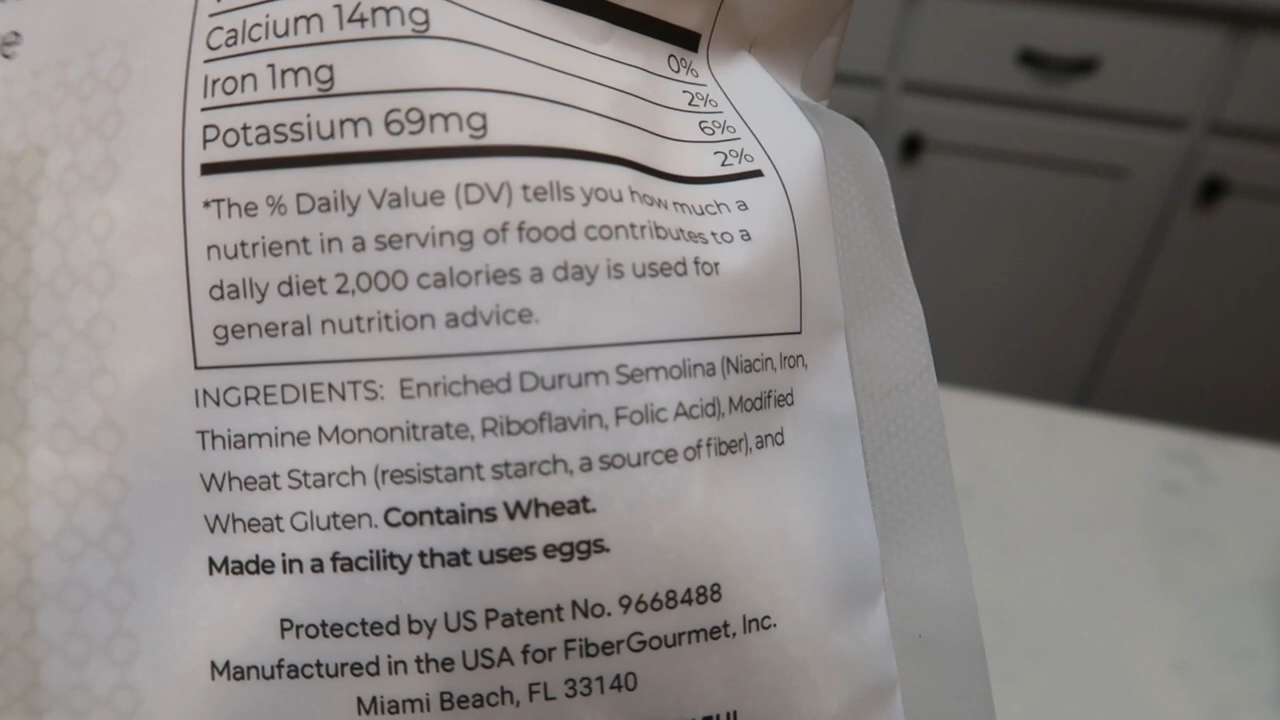 e
Calcium 14mg
0%
Iron 1mg
2%
Potassium 69mg
6%
2%
*The % Daily Value (DV) tells you how much a
nutrient in a serving of food contributes to a
dally diet 2,000 calories a day is used for
general nutrition advice.
INGREDIENTS: Enriched Durum Semolina (Niacin, Iron,
Thiamine Mononitrate, Riboflavin, Folic Acid), Modified
Wheat Starch (resistant starch, a source of fiber), and
Wheat Gluten. Contains Wheat.
Made in a facility that uses eggs.
Protected by US Patent No. 9668488
Manufactured in the USA for FiberGourmet, Inc.
Miami Beach, FL 33140